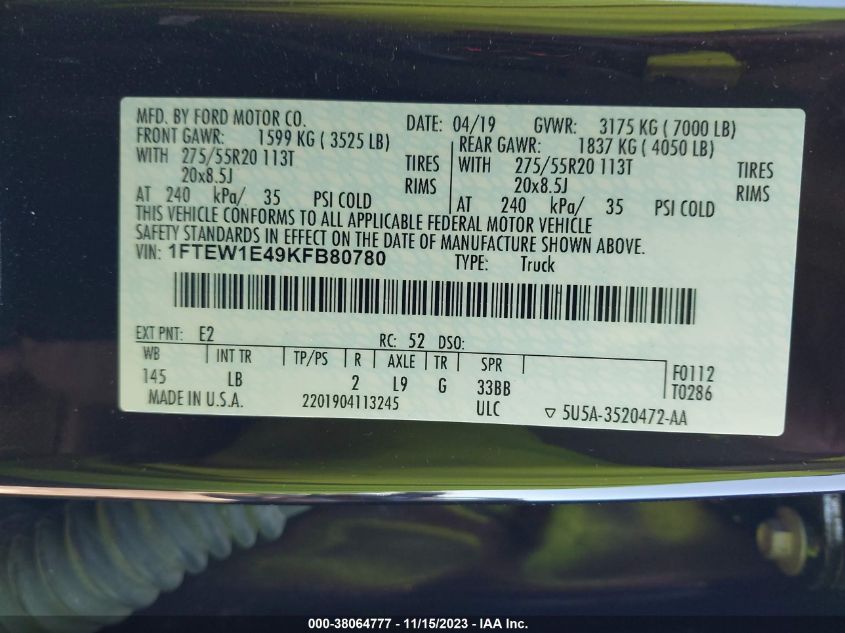 MFD. BY FORD MOTOR CO. DATE: 04/19 GVWR: 3175 KG ( 7000 LB)
FRONT GAWR: 1599 KG ( 3525 LB) REAR GAWR: 1837 KG ( 4050 LB)
WITH 275/55R20 113T TIRES WITH 275/55R20 113T TIRES
20x8.5J RIMS 20x8.5J RIMS
AT 240 kPa/ 35 PSI COLD AT 240 kPa/ 35 PSI COLD
THIS VEHICLE CONFORMS TO ALL APPLICABLE FEDERAL MOTOR VEHICLE
SAFETY STANDARDS IN EFFECT ON THE DATE OF MANUFACTURE SHOWN ABOVE.
VIN: 1FTEW1E49KFB80780 TYPE: Truck
EXT PNT: E2 RC: 52 DSO:
WB INT TR TP/PS R AXLE TR SPR F0112
145 LB 2 L9 G 33BB T0286
MADE IN U.S.A. 2201904113245 ULC ▽ 5U5A-3520472-AA
000-38064777 - 11/15/2023 - IAA Inc.